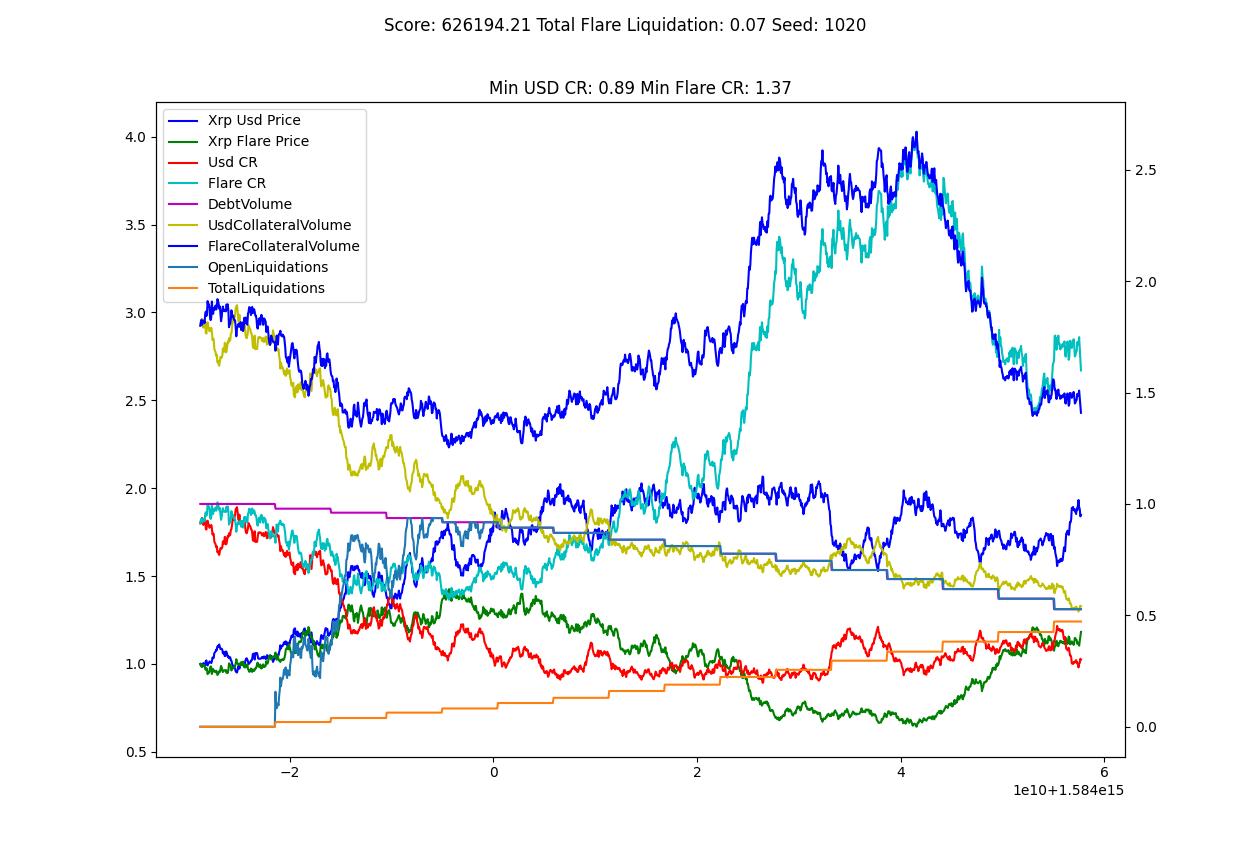 Score: 626194.21 Total Flare Liquidation: 0.07 Seed: 1020
Min USD CR: 0.89 Min Flare CR: 1.37
Xrp Usd Price
Xrp Flare Price
Usd CR
Flare CR
DebtVolume
UsdCollateralVolume
FlareCollateralVolume
OpenLiquidations
TotalLiquidations
4.0
3.5
3.0
2.5
2.0
1.5
1.0
0.5
2.5
2.0
1.5
1.0
0.5
0.0
−2 0 2 4 6
1e10+1.584e15